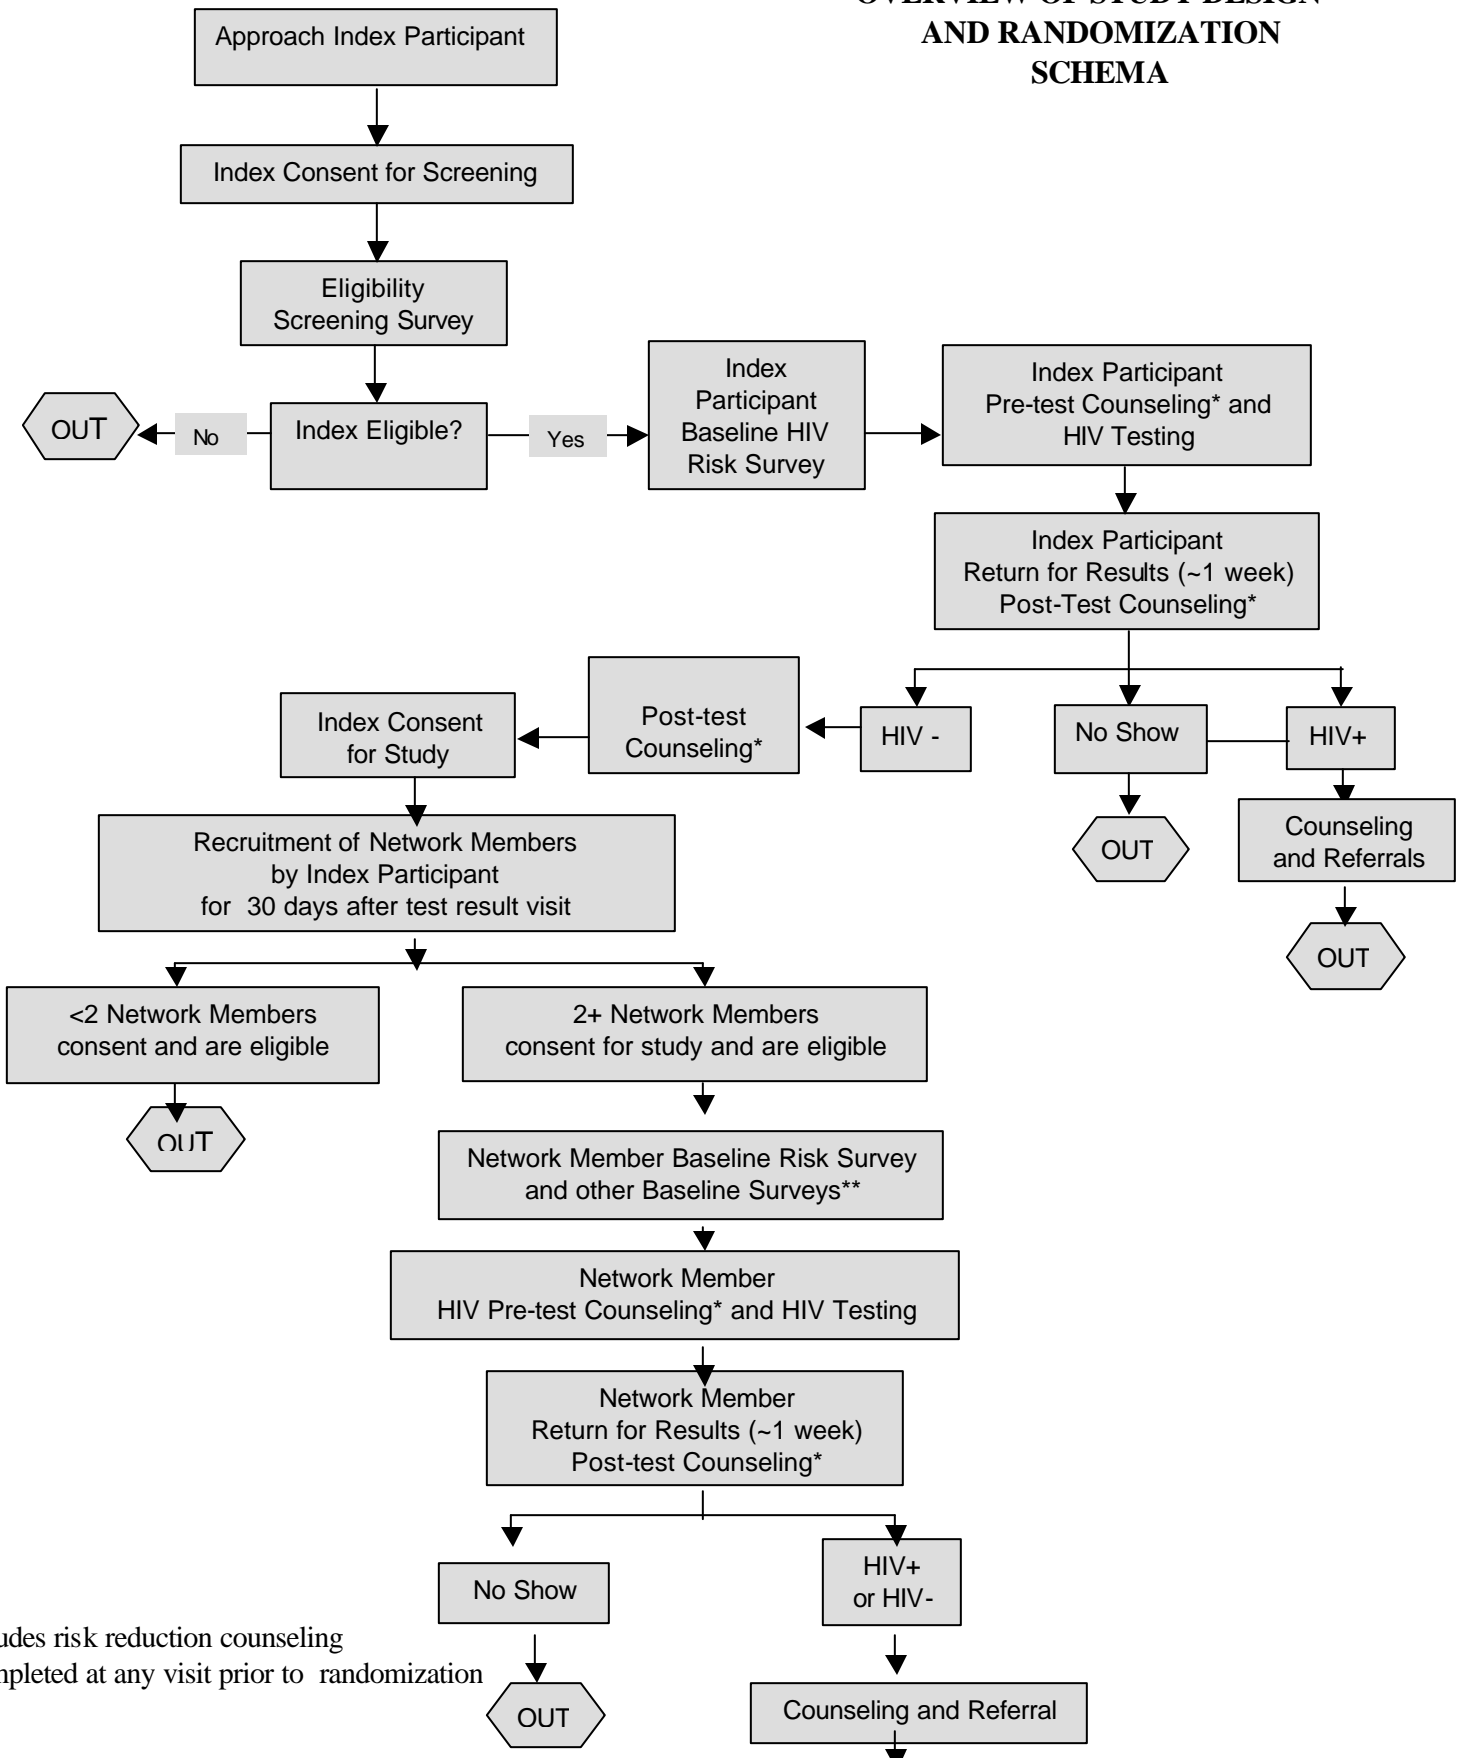 OVERVIEW OF STUDY DESIGN
AND RANDOMIZATION
SCHEMA
Approach Index Participant
Index Consent for Screening
Eligibility
Screening Survey
Index Eligible?
No
OUT
Yes
Index
Participant
Baseline HIV
Risk Survey
Index Participant
Pre-test Counseling* and
HIV Testing
Index Participant
Return for Results (~1 week)
Post-Test Counseling*
HIV -
No Show
HIV+
Post-test
Counseling*
Index Consent
for Study
OUT
Counseling
and Referrals
OUT
Recruitment of Network Members
by Index Participant
for 30 days after test result visit
<2 Network Members
consent and are eligible
2+ Network Members
consent for study and are eligible
OUT
Network Member Baseline Risk Survey
and other Baseline Surveys**
Network Member
HIV Pre-test Counseling* and HIV Testing
Network Member
Return for Results (~1 week)
Post-test Counseling*
No Show
HIV+
or HIV-
OUT
Counseling and Referral
risk reduction counseling
at any visit prior to randomization